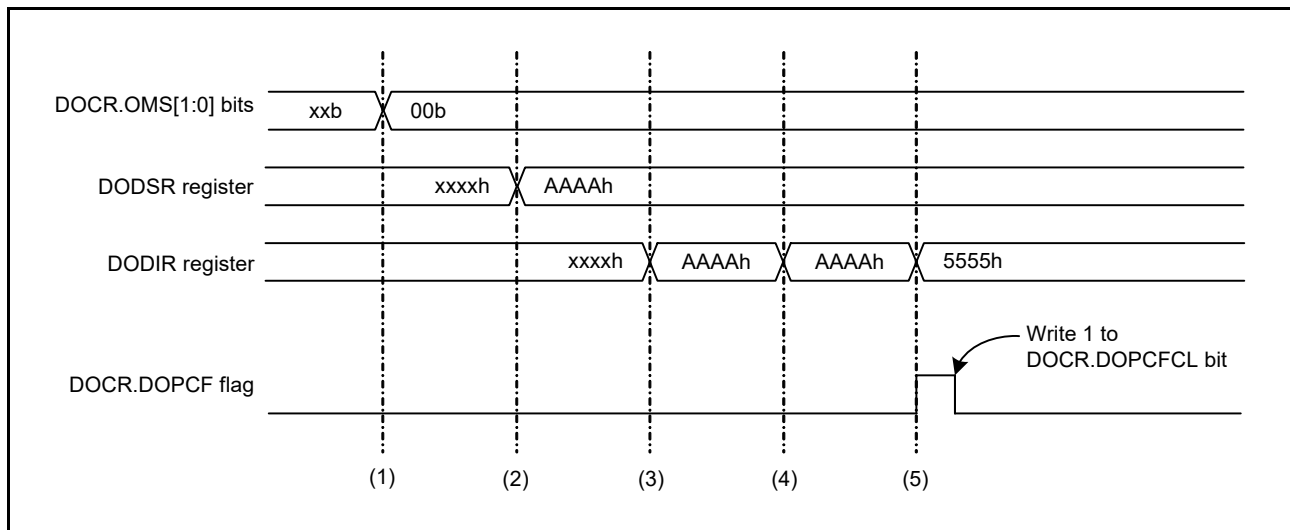 DOCR.OMS[1:0] bits
xxb
00b
DODSR register
xxxxh
AAAAh
DODIR register
xxxxh
AAAAh
AAAAh
5555h
Write 1 to
DOCR.DOPCFCL bit
DOCR.DOPCF flag
(1)
(2)
(3)
(4)
(5)